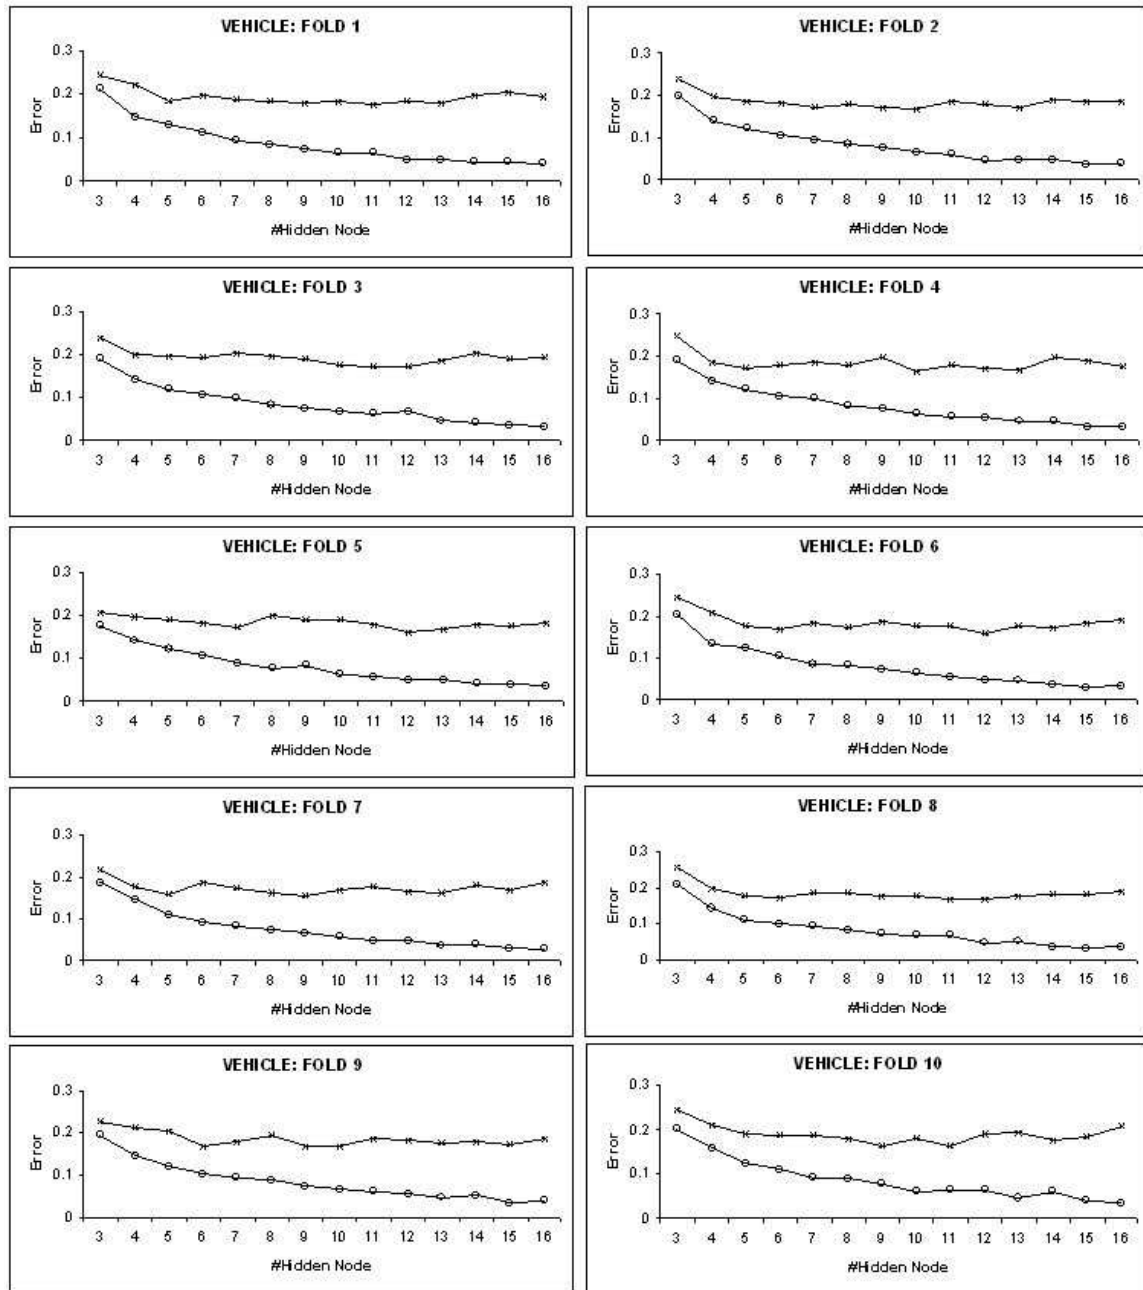 VEHICLE: FOLD 1
0.3
0.2
0.1
0
Error
3 4 5 6 7 8 9 10 11 12 13 14 15 16
#Hidden Node
VEHICLE: FOLD 2
0.3
0.2
0.1
0
Error
3 4 5 6 7 8 9 10 11 12 13 14 15 16
#Hidden Node
VEHICLE: FOLD 3
0.3
0.2
0.1
0
Error
3 4 5 6 7 8 9 10 11 12 13 14 15 16
#Hidden Node
VEHICLE: FOLD 4
0.3
0.2
0.1
0
Error
3 4 5 6 7 8 9 10 11 12 13 14 15 16
#Hidden Node
VEHICLE: FOLD 5
0.3
0.2
0.1
0
Error
3 4 5 6 7 8 9 10 11 12 13 14 15 16
#Hidden Node
VEHICLE: FOLD 6
0.3
0.2
0.1
0
Error
3 4 5 6 7 8 9 10 11 12 13 14 15 16
#Hidden Node
VEHICLE: FOLD 7
0.3
0.2
0.1
0
Error
3 4 5 6 7 8 9 10 11 12 13 14 15 16
#Hidden Node
VEHICLE: FOLD 8
0.3
0.2
0.1
0
Error
3 4 5 6 7 8 9 10 11 12 13 14 15 16
#Hidden Node
VEHICLE: FOLD 9
0.3
0.2
0.1
0
Error
3 4 5 6 7 8 9 10 11 12 13 14 15 16
#Hidden Node
VEHICLE: FOLD 10
0.3
0.2
0.1
0
Error
3 4 5 6 7 8 9 10 11 12 13 14 15 16
#Hidden Node